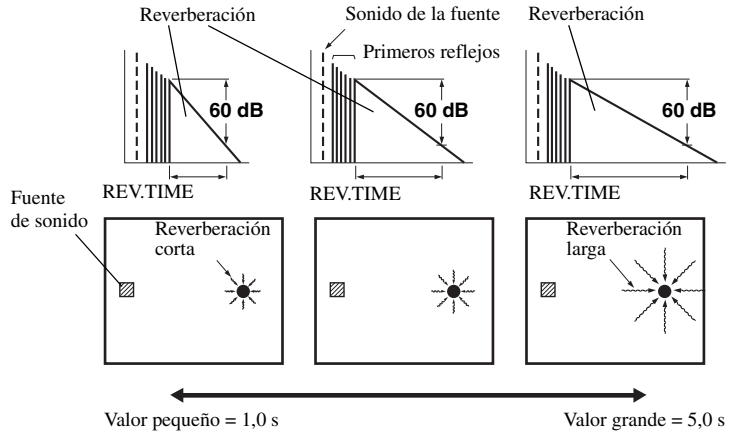 Reverberación
Sonido de la fuente
Reverberación
Primeros reflejos
60 dB
60 dB
60 dB
REV.TIME
REV.TIME
REV.TIME
Fuente
de sonido
Reverberación
corta
Reverberación
larga
Valor pequeño = 1,0 s
Valor grande = 5,0 s